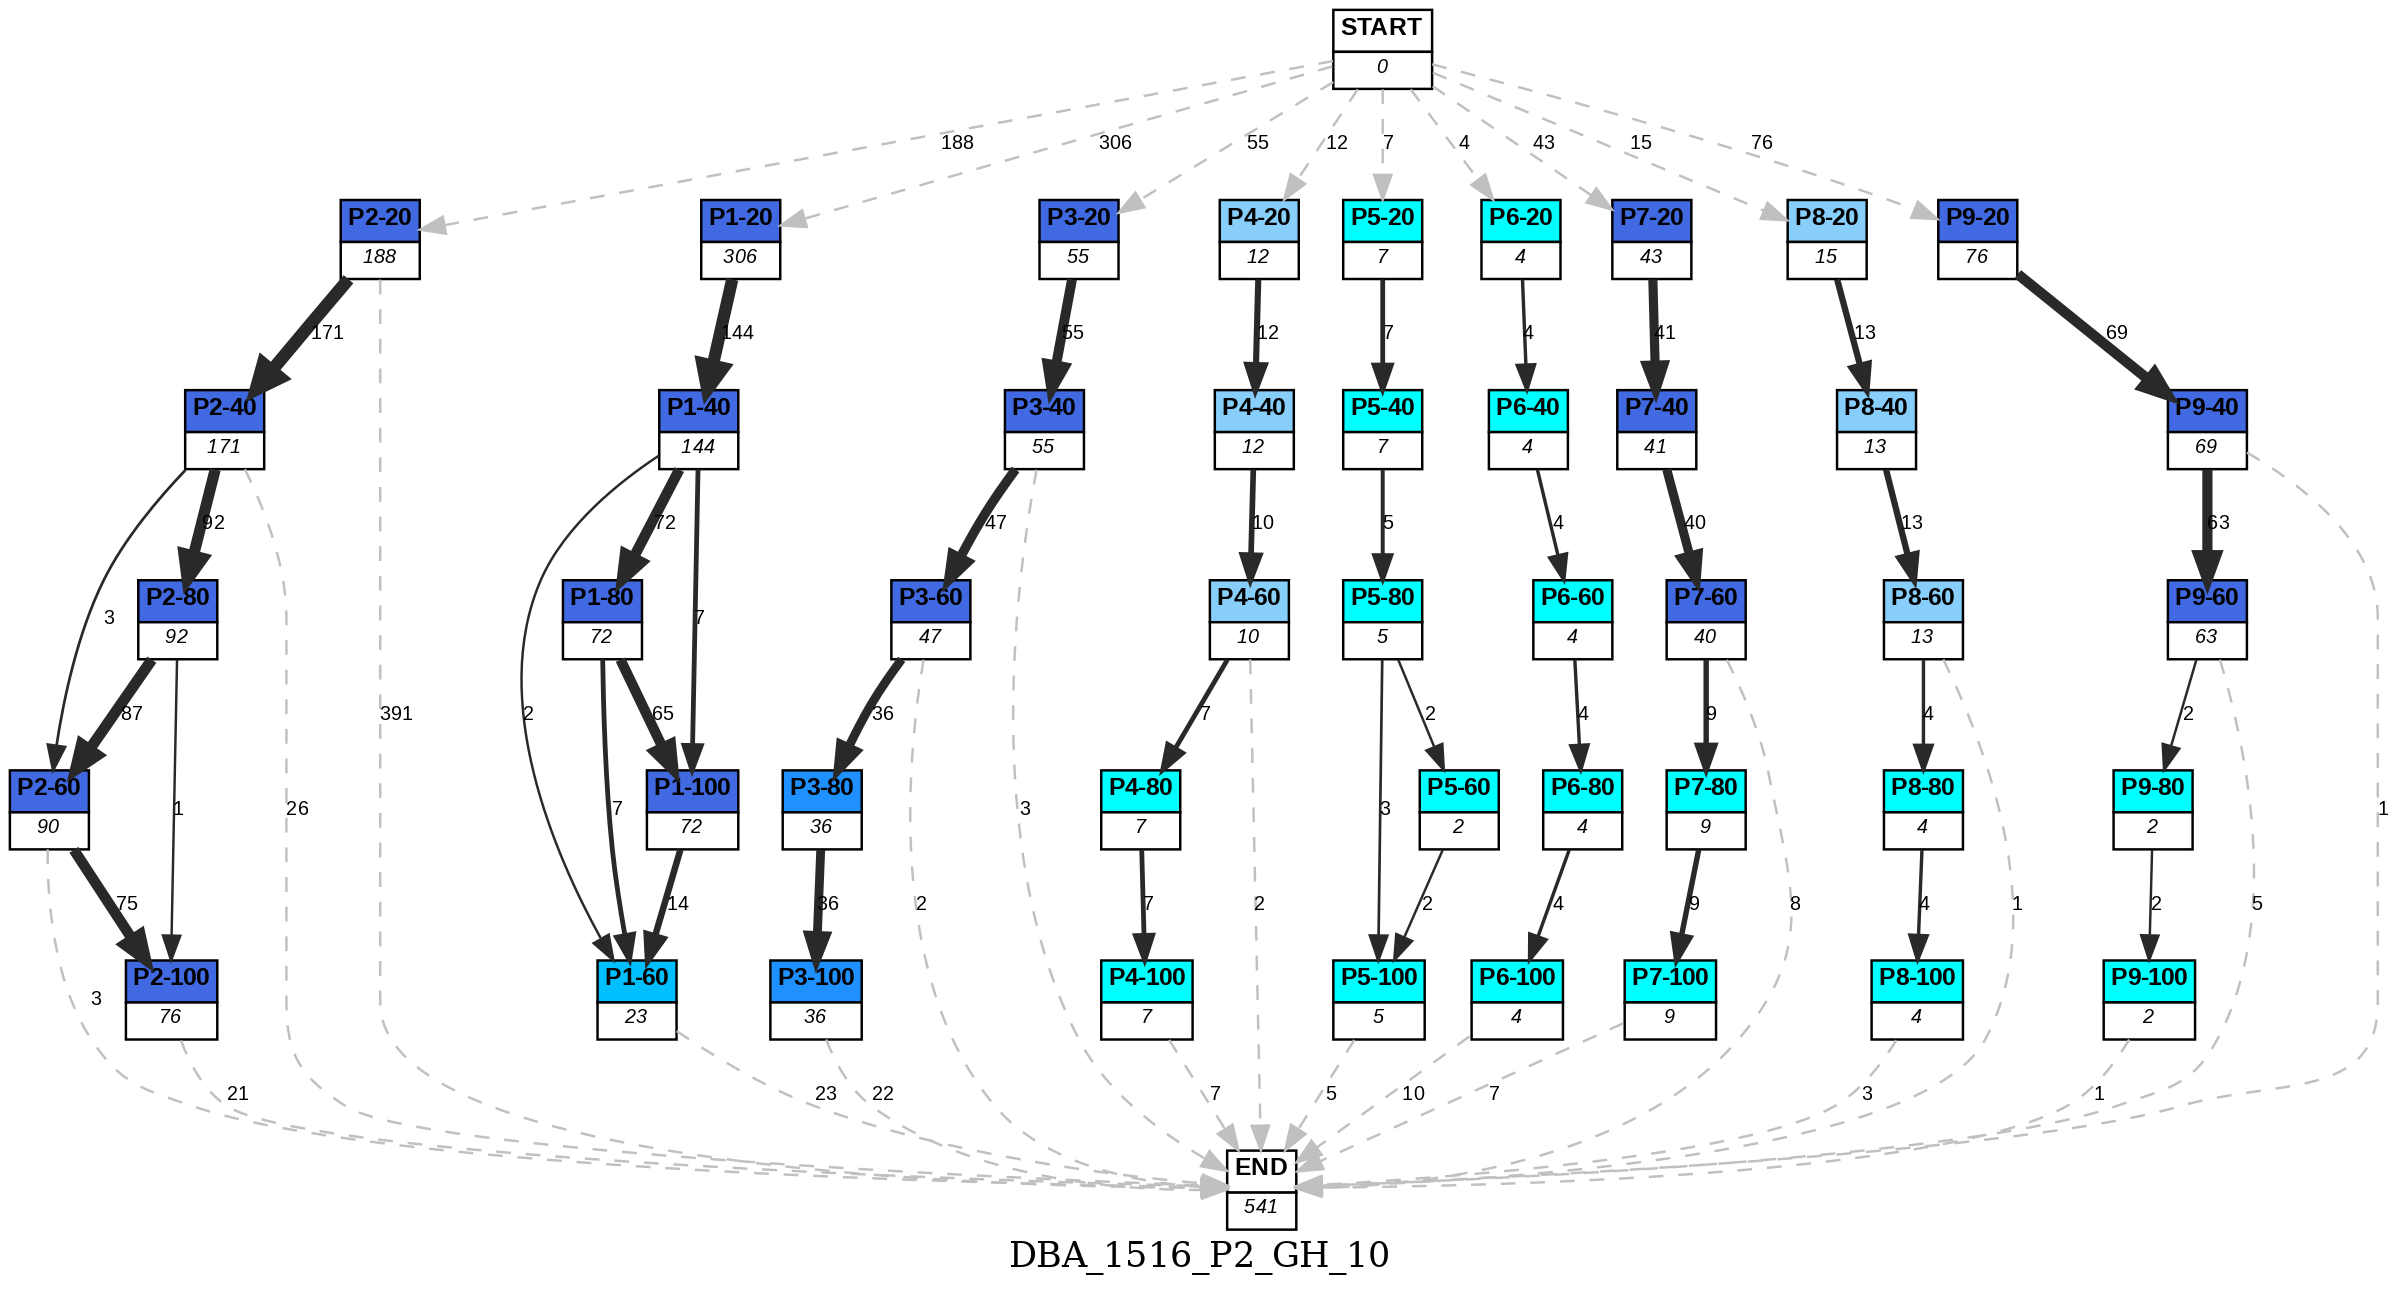 START
0
188
306
55
12
7
4
43
15
76
P2-20
188
P1-20
306
P3-20
55
P4-20
12
P5-20
7
P6-20
4
P7-20
43
P8-20
15
P9-20
76
171
144
55
12
7
4
41
13
69
P2-40
171
P1-40
144
P3-40
55
P4-40
12
P5-40
7
P6-40
4
P7-40
41
P8-40
13
P9-40
69
92
72
47
10
5
4
40
13
63
3
7
P2-80
92
P1-80
72
P3-60
47
P4-60
10
P5-80
5
P6-60
4
P7-60
40
P8-60
13
P9-60
63
87
391
2
65
36
7
2
4
9
4
2
P2-60
90
P1-100
72
P3-80
36
P4-80
7
P5-60
2
P6-80
4
P7-80
9
P8-80
4
P9-80
2
1
26
7
3
3
1
75
14
36
2
7
2
2
4
9
8
4
1
2
5
3
P2-100
76
P1-60
23
P3-100
36
P4-100
7
P5-100
5
P6-100
4
P7-100
9
P8-100
4
P9-100
2
21
23
22
7
5
10
7
3
1
END
541
DBA_1516_P2_GH_10